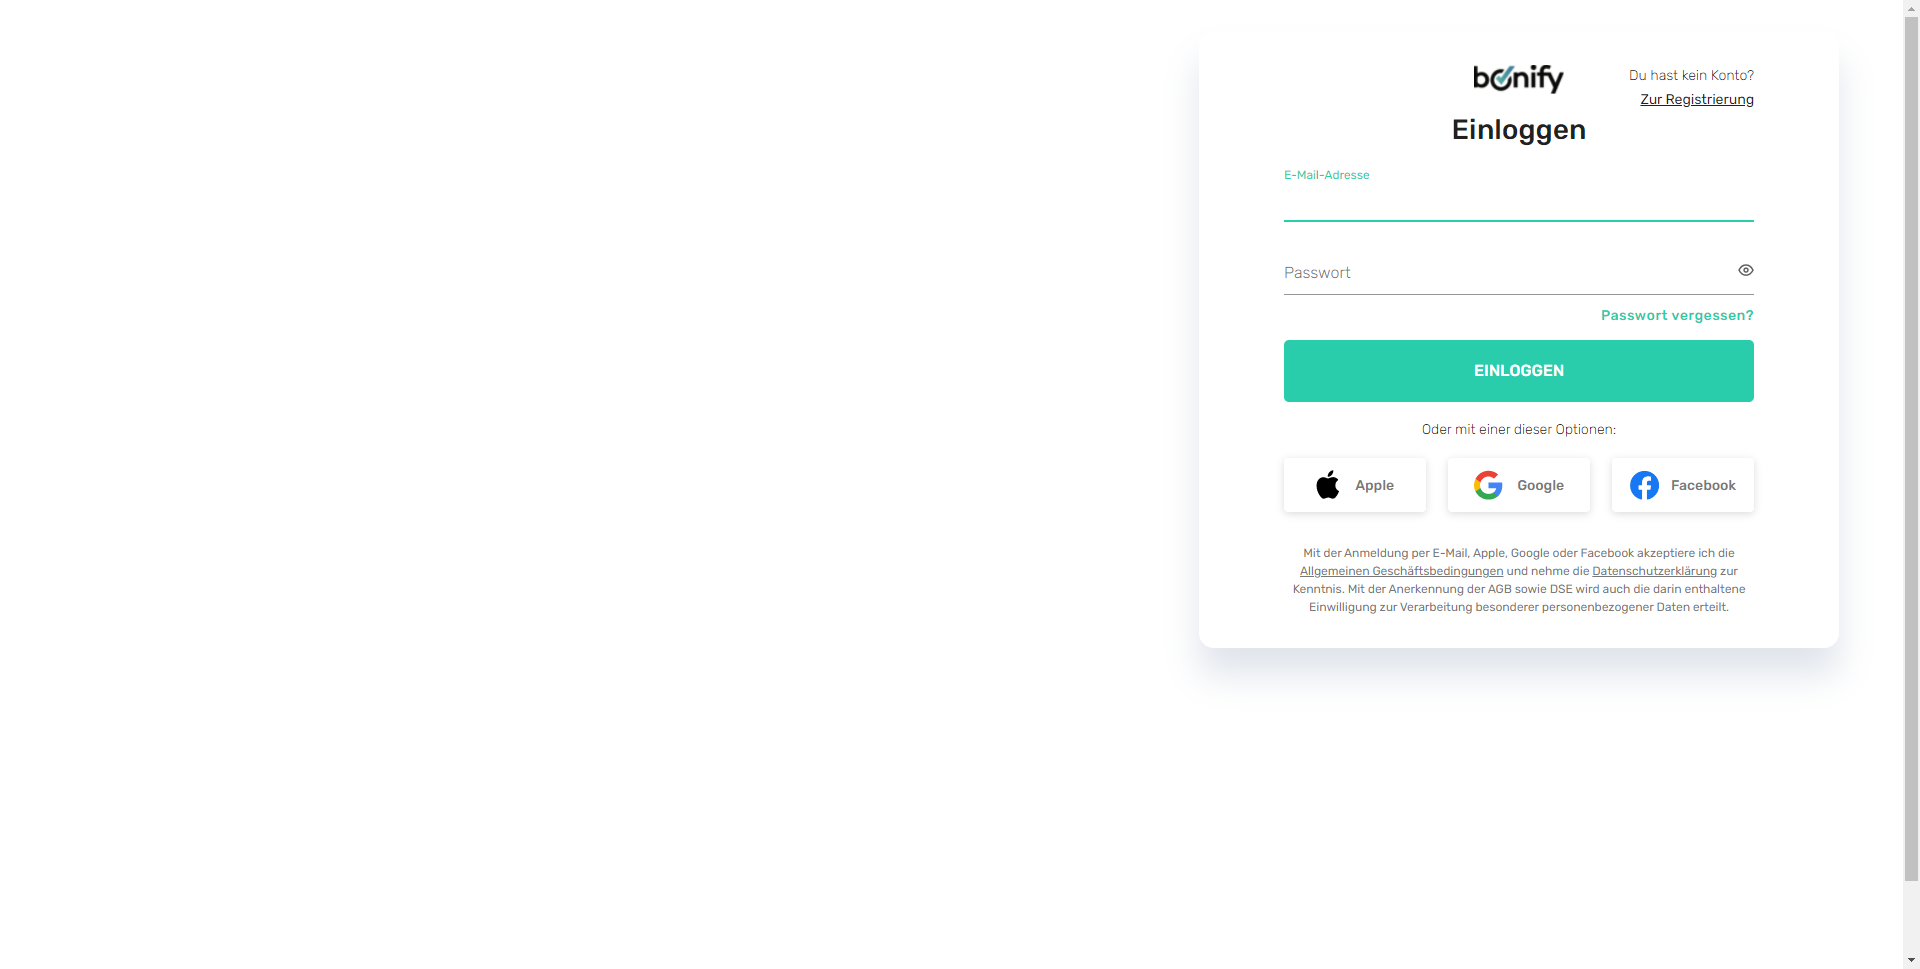 bonify
Du hast kein Konto?
Zur Registrierung
Einloggen
E-Mail-Adresse
Passwort
Passwort vergessen?
EINLOGGEN
Oder mit einer dieser Optionen:
Apple
Google
Facebook
Mit der Anmeldung per E-Mail, Apple, Google oder Facebook akzeptiere ich die
Allgemeinen Geschäftsbedingungen und nehme die Datenschutzerklärung zur
Kenntnis. Mit der Anerkennung der AGB sowie DSE wird auch die darin enthaltene
Einwilligung zur Verarbeitung besonderer personenbezogener Daten erteilt.